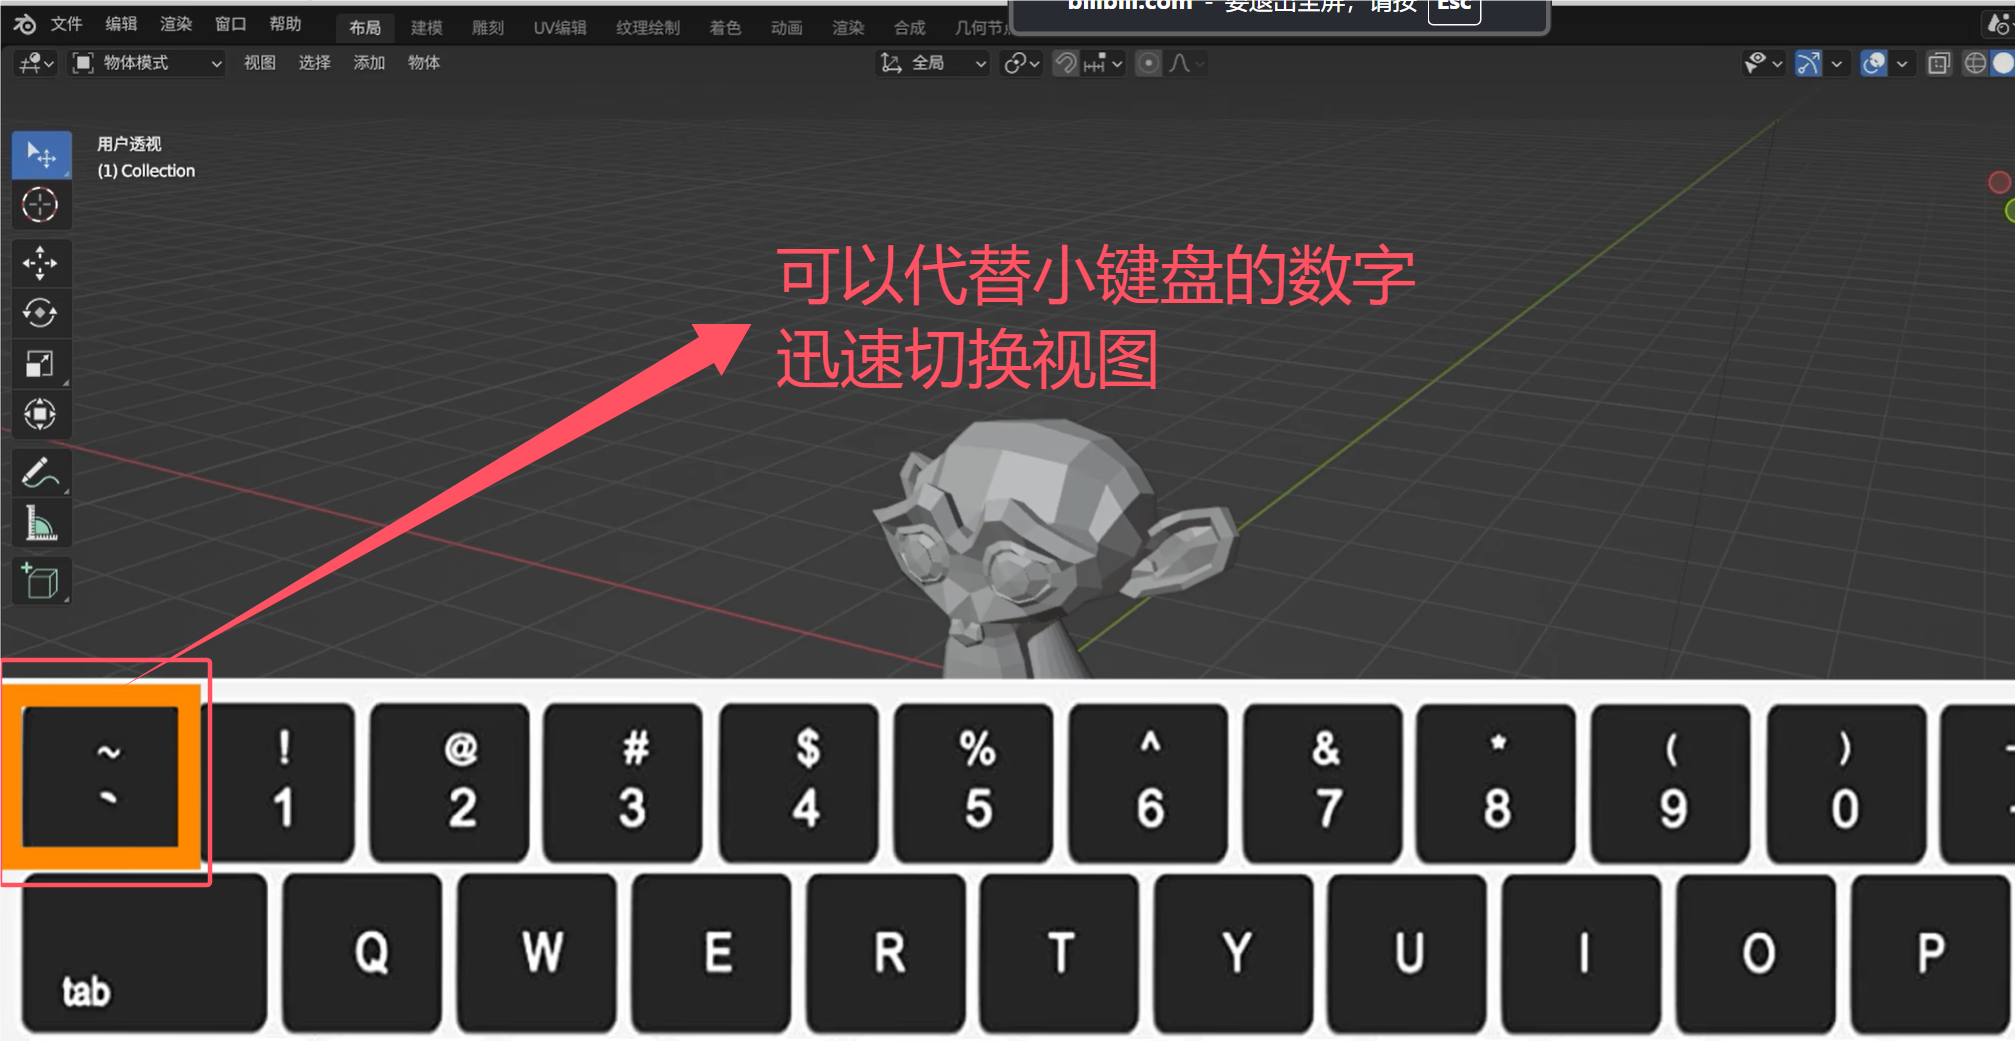 bilibili.com - 要退出全屏，请按 Esc
文件 编辑 渲染 窗口 帮助 布局 建模 雕刻 UV编辑 纹理绘制 着色 动画 渲染 合成 几何节点
物体模式 视图 选择 添加 物体 全局
用户透视
(1) Collection
可以代替小键盘的数字
迅速切换视图
~ ! @ # $ % ^ & * ( )
` 1 2 3 4 5 6 7 8 9 0
tab Q W E R T Y U I O P